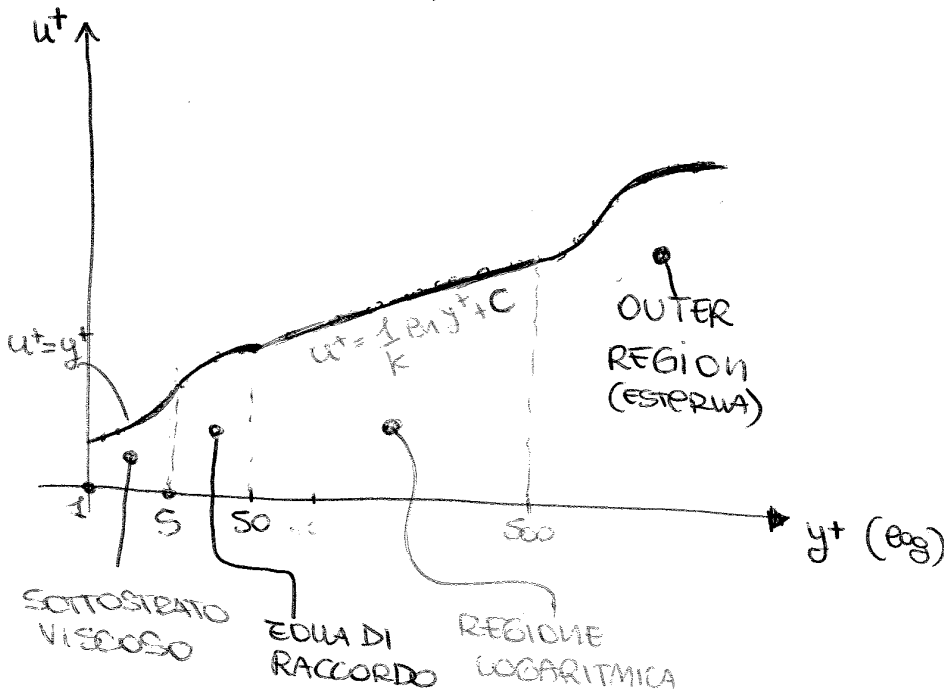 u⁺
u⁺=y⁺
u⁺ = 1/k ln y⁺ + C
OUTER
REGION
(ESTERNA)
1
5
50
500
y⁺ (log)
SOTTOSTRATO
VISCOSO
ZONA DI
RACCORDO
REGIONE
LOGARITMICA